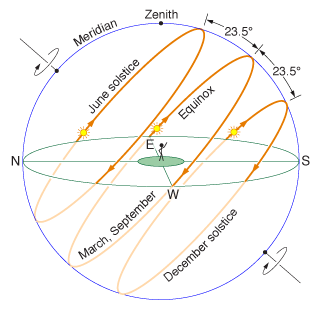 Zenith
Meridian
23.5°
23.5°
June solstice
Equinox
N
E
S
W
March, September
December solstice